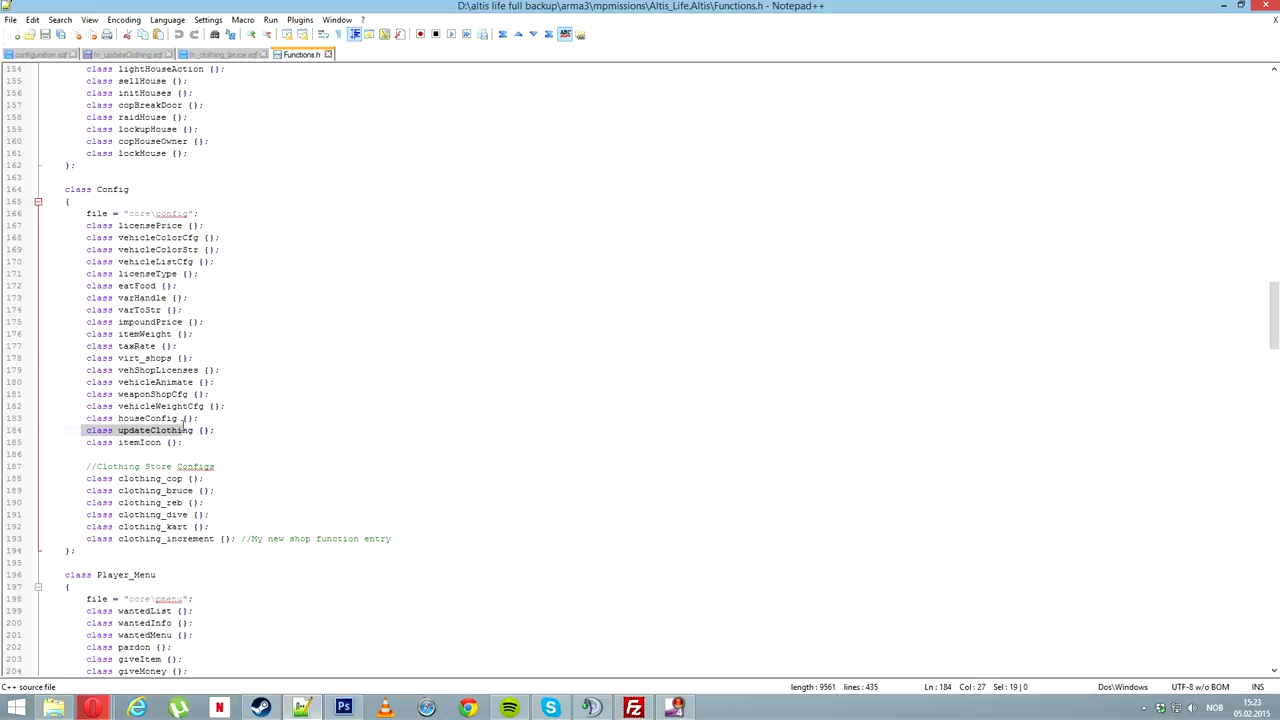 D:\altis life full backup\arma3\mpmissions\Altis_Life.Altis\Functions.h - Notepad++
File Edit Search View Encoding Language Settings Macro Run Plugins Window ?
X
configuration.sqf fn_updateClothing.sqf fn_clothing_bruce.sqf Functions.h
154 class lightHouseAction {};
155 class sellHouse {};
156 class initHouses {};
157 class copBreakDoor {};
158 class raidHouse {};
159 class lockupHouse {};
160 class copHouseOwner {};
161 class lockHouse {};
162 };
163
164 class Config
165 {
166 file = "core\config";
167 class licensePrice {};
168 class vehicleColorCfg {};
169 class vehicleColorStr {};
170 class vehicleListCfg {};
171 class licenseType {};
172 class eatFood {};
173 class varHandle {};
174 class varToStr {};
175 class impoundPrice {};
176 class itemWeight {};
177 class taxRate {};
178 class virt_shops {};
179 class vehShopLicenses {};
180 class vehicleAnimate {};
181 class weaponShopCfg {};
182 class vehicleWeightCfg {};
183 class houseConfig {};
184 class updateClothing {};
185 class itemIcon {};
186
187 //Clothing Store Configs
188 class clothing_cop {};
189 class clothing_bruce {};
190 class clothing_reb {};
191 class clothing_dive {};
192 class clothing_kart {};
193 class clothing_increment {}; //My new shop function entry
194 };
195
196 class Player_Menu
197 {
198 file = "core\pmenu";
199 class wantedList {};
200 class wantedInfo {};
201 class wantedMenu {};
202 class pardon {};
203 class giveItem {};
204 class giveMoney {};
C++ source file length : 9561 lines : 435 Ln : 184 Col : 27 Sel : 19 | 0 Dos\Windows UTF-8 w/o BOM INS
NOB 15:23
05.02.2015